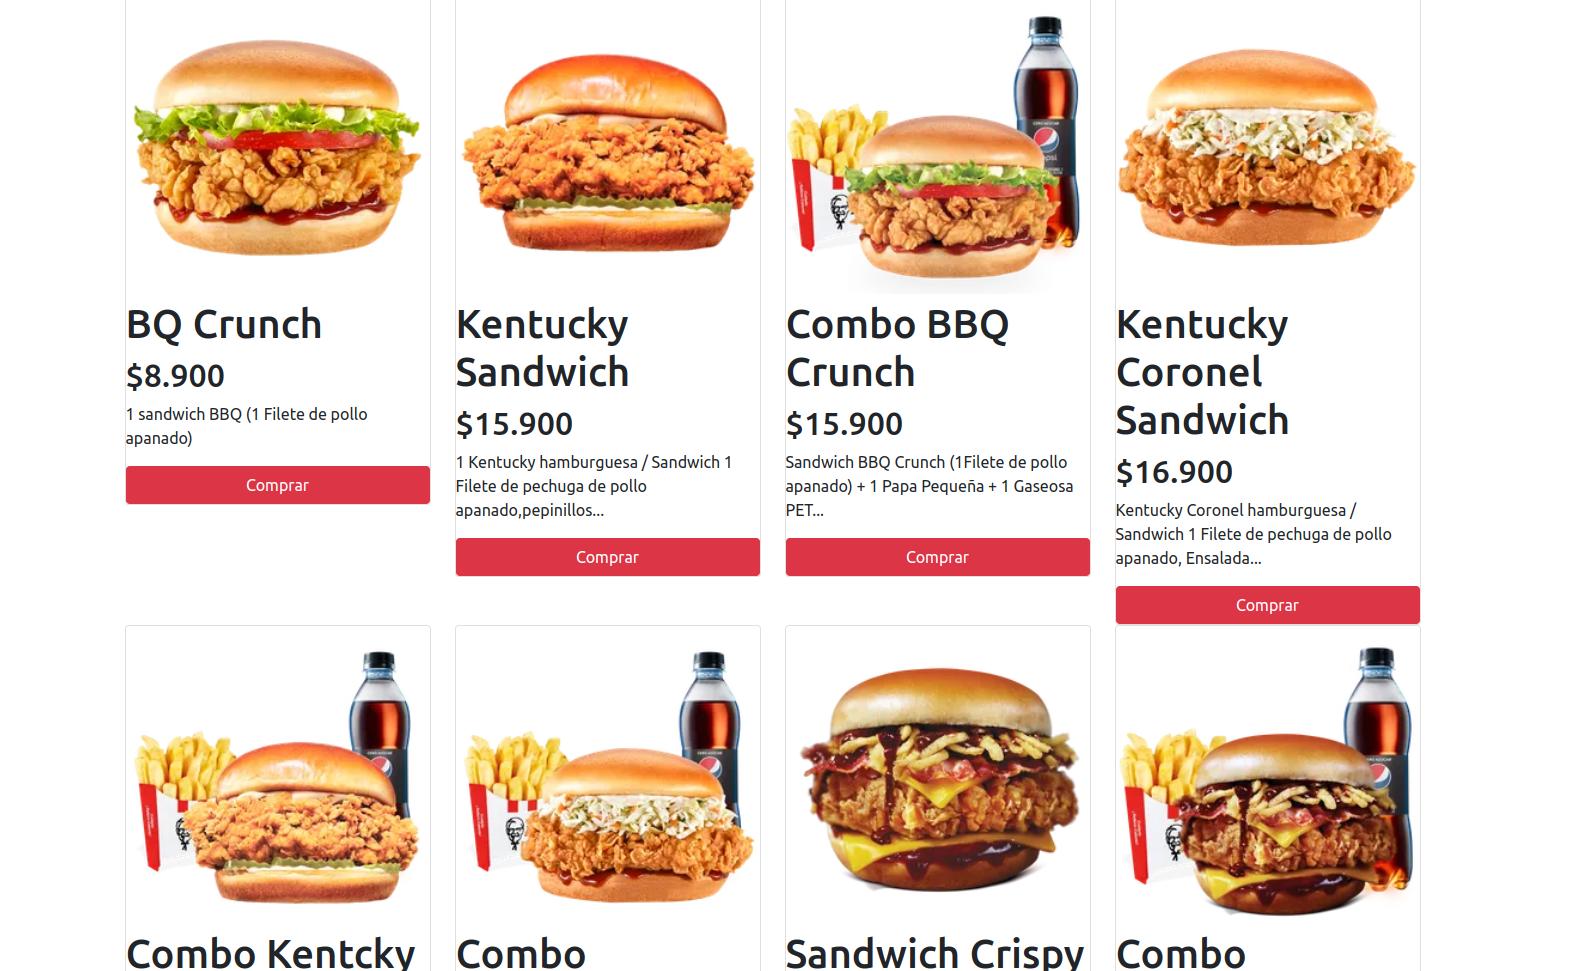 BQ Crunch
$8.900
1 sandwich BBQ (1 Filete de pollo
apanado)
Comprar
Kentucky
Sandwich
$15.900
1 Kentucky hamburguesa / Sandwich 1
Filete de pechuga de pollo
apanado,pepinillos...
Comprar
Combo BBQ
Crunch
$15.900
Sandwich BBQ Crunch (1Filete de pollo
apanado) + 1 Papa Pequeña + 1 Gaseosa
PET...
Comprar
Kentucky
Coronel
Sandwich
$16.900
Kentucky Coronel hamburguesa /
Sandwich 1 Filete de pechuga de pollo
apanado, Ensalada...
Comprar
Combo Kentcky
Combo
Sandwich Crispy
Combo